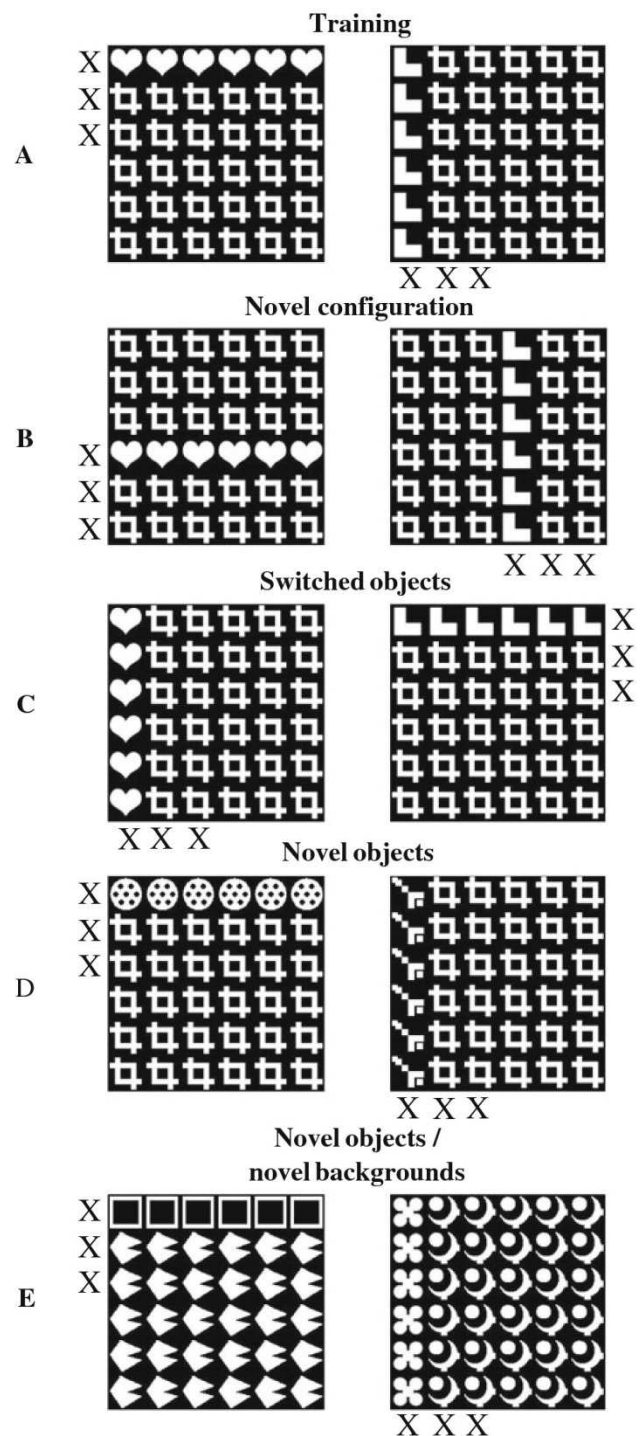 Training
X
X
X
A
X X X
Novel configuration
B
X
X
X
X X X
Switched objects
X
X
X
C
X X X
Novel objects
X
X
X
D
X X X
Novel objects /
novel backgrounds
X
X
X
E
X X X